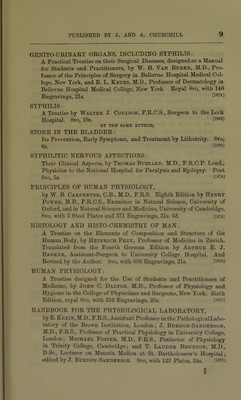 PUBLISHED BY J. AND A. CHURCHILL 9
GENITO-URINARY ORGANS, INCLUDING SYPHILIS:
A Practical Treatise on their Surgical Diseases, designed as a Manual
for Students and Practitioners, by W. H. VAN BUREN, M.D., Pro-
fessor of the Principles of Surgery in Bellevue Hospital Medical Col-
lege, New York, and E. L. KEYES, M.D., Professor of Dermatology in
Bellevue Hospital Medical College, New York. Royal 8vo, with 140
Engravings, 21s. [1874]
SYPHILIS:
A Treatise by WALTER J. COULSON, F.R.C.S., Surgeon to the Lock
Hospital. 8vo, 10s. [1869]
BY THE SAME AUTHOR,
STONE IN THE BLADDER:
Its Prevention, Early Symptoms, and Treatment by Lithotrity. 8vo,
6s. [1868]
SYPHILITIC NERVOUS AFFECTIONS:
Their Clinical Aspects, by THOMAS BUZZARD, M.D., F.R.C.P. Lond.,
Physician to the National Hospital for Paralysis and Epilepsy. Post
8vo, 5s. [1874]
PRINCIPLES OF HUMAN PHYSIOLOGY,
by W. B. CARPENTER, C.B., M.D., F.R.S. Eighth Edition by HENRY
POWER, M.B., F.R.C.S., Examiner in Natural Science, University of
Oxford, and in Natural Science and Medicine, University of Cambridge.
8vo, with 3 Steel Plates and 371 Engravings, 31s. 6d. [1876]
HISTOLOGY AND HISTO-CHEMISTRY OF MAN:
A Treatise on the Elements of Composition and Structure of the
Human Body, by HEINRICH FREY, Professor of Medicine in Zurich.
Translated from the Fourth German Edition by ARTHUR E. J.
BARKER, Assistant-Surgeon to University College Hospital. And
Revised by the Author. 8vo, with 608 Engravings, 21s. [1874]
HUMAN PHYSIOLOGY:
A Treatise designed for the Use of Students and Practitioners of
Medicine, by JOHN C. DALTON, M.D., Professor of Physiology and
Hygiene in the College of Physicians and Surgeons, New York. Sixth
Edition, royal 8vo, with 316 Engravings, 20s. [1875]
HANDBOOK FOR THE PHYSIOLOGICAL LABORATORY,
by E. KLEIN, M.D., F.R.S., Assistant Professor in the Pathological Labo-
ratory of the Brown Institution, London; J. BURDON-SANDERSON,
M.D., F.R.S., Professor of Practical Physiology in University College,
London; MICHAEL FOSTER, M.D., F.R.S., Prælector of Physiology
in Trinity College, Cambridge; and T. LAUDER BRUNTON, M.D.,
D.Sc., Lecturer on Materia Medica at St. Bartholomew's Hospital;
edited by J. BURDON-SANDERSON. 8vo, with 123 Plates, 24s. [1873]
§